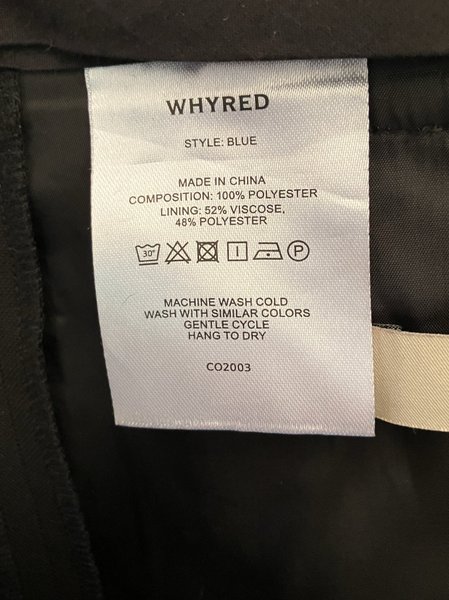 WHYRED
STYLE: BLUE
MADE IN CHINA
COMPOSITION: 100% POLYESTER
LINING: 52% VISCOSE,
48% POLYESTER
30° P
MACHINE WASH COLD
WASH WITH SIMILAR COLORS
GENTLE CYCLE
HANG TO DRY
CO2003